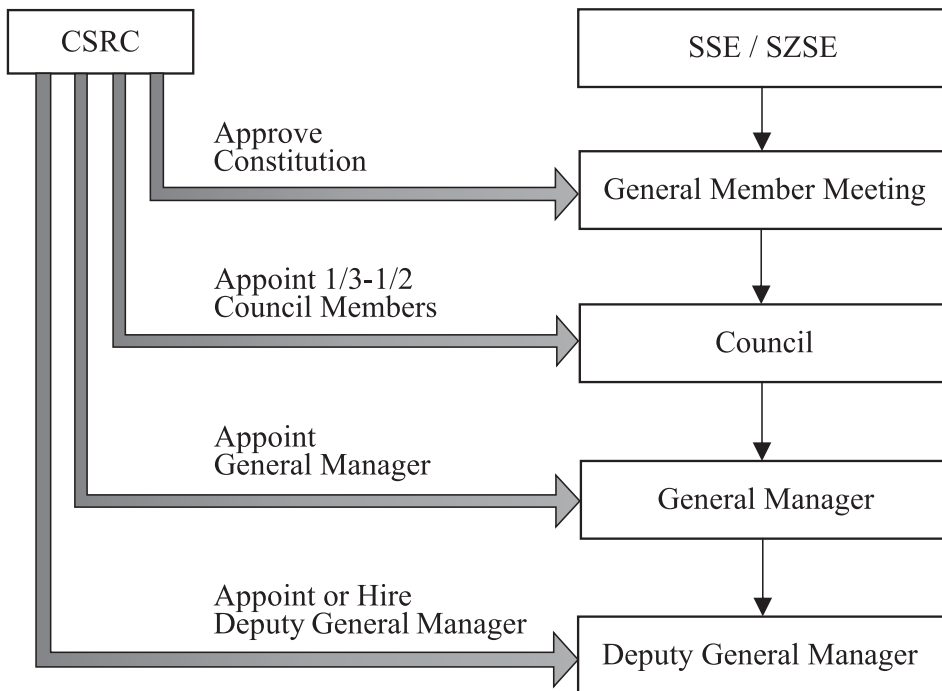 CSRC
SSE / SZSE
Approve
Constitution
General Member Meeting
Appoint 1/3-1/2
Council Members
Council
Appoint
General Manager
General Manager
Appoint or Hire
Deputy General Manager
Deputy General Manager